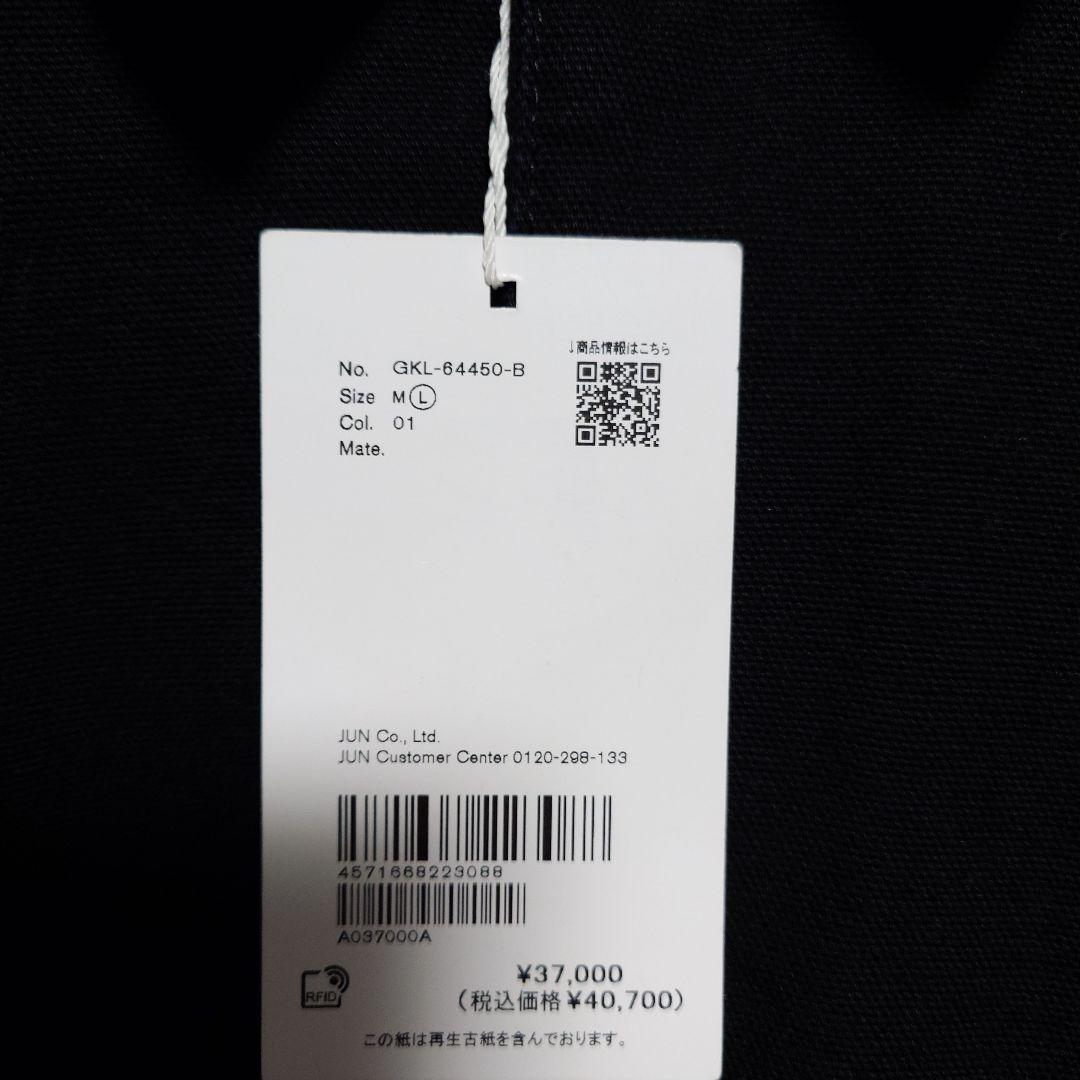 No. GKL-64450-B
Size M L
Col. 01
Mate.
↓商品情報はこちら
JUN Co., Ltd.
JUN Customer Center 0120-298-133
4571668223088
A037000A
RFID
¥37,000
(税込価格¥40,700)
この紙は再生古紙を含んでおります。